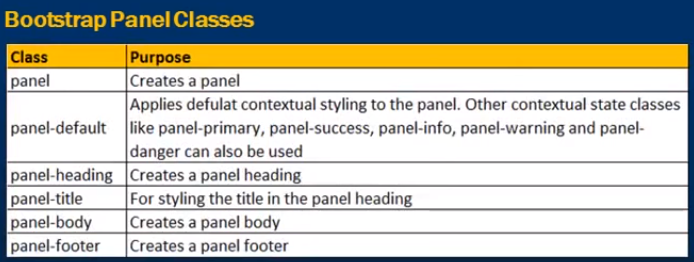 Bootstrap Panel Classes
Class Purpose
panel Creates a panel
Applies defulat contextual styling to the panel. Other contextual state classes
panel-default like panel-primary, panel-success, panel-info, panel-warning and panel-
danger can also be used
panel-heading Creates a panel heading
panel-title For styling the title in the panel heading
panel-body Creates a panel body
panel-footer Creates a panel footer